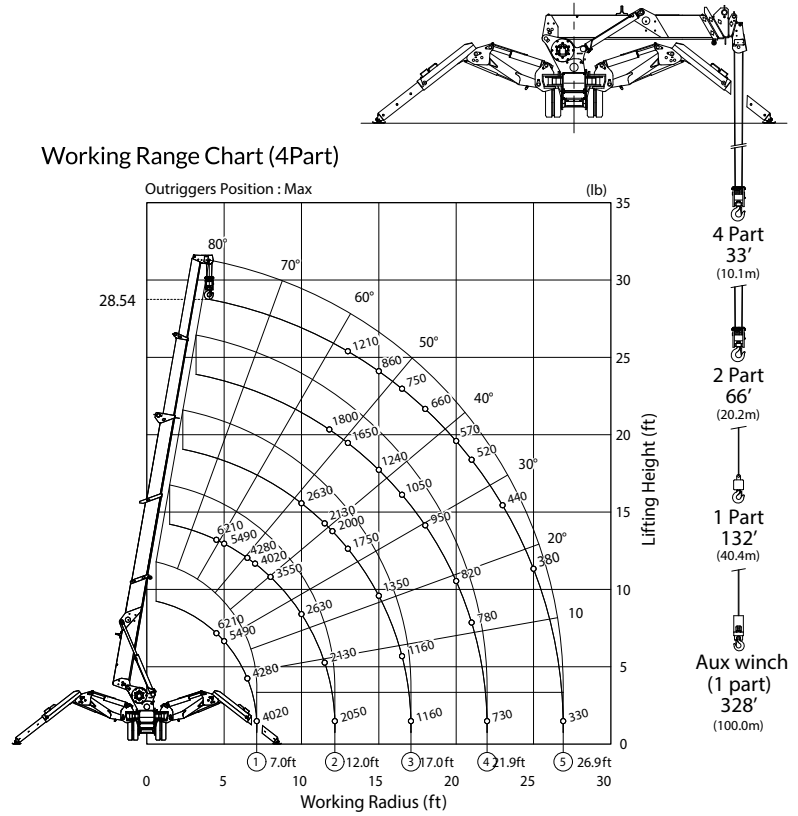 Working Range Chart (4Part)
Outriggers Position : Max
(lb)
35
80°
70°
30
28.54
60°
1210
50°
860
25
750
660
40°
1800
1650
570
20
520
1240
30°
1050
2630
440
2130
2000
950
15
6210
5490
1750
20°
4280
4020
380
3550
1350
820
10
2630
780
10
6210
5490
2130
1160
4280
5
4020
2050
1160
730
330
0
1 7.0ft
2 12.0ft
3 17.0ft
4 21.9ft
5 26.9ft
0 5 10 15 20 25 30
Working Radius (ft)
Lifting Height (ft)
4 Part
33’
(10.1m)
2 Part
66’
(20.2m)
1 Part
132’
(40.4m)
Aux winch
(1 part)
328’
(100.0m)